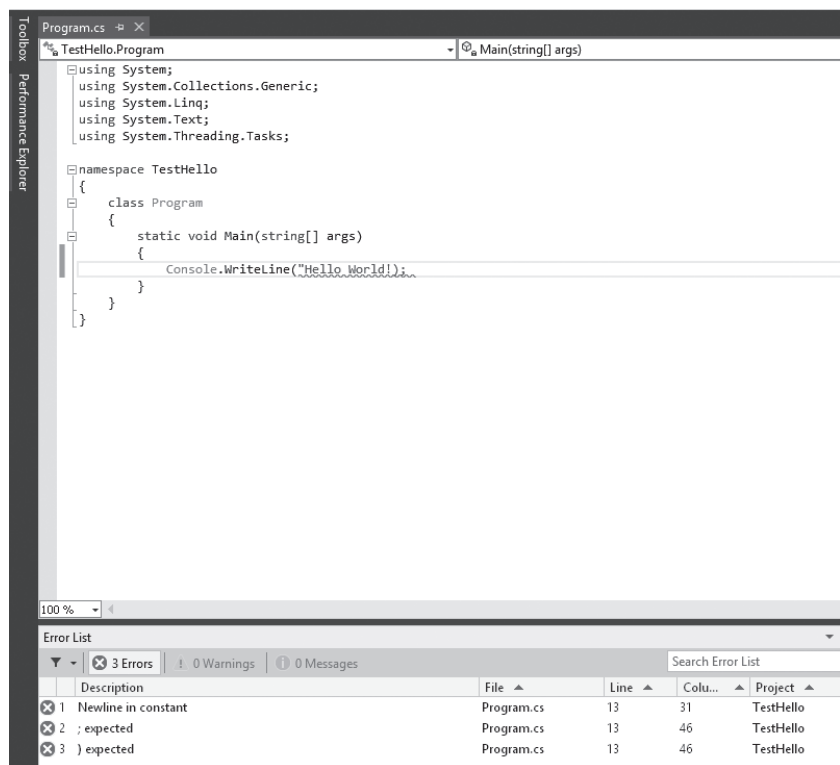 Toolbox
Performance Explorer
Program.cs
TestHello.Program
Main(string[] args)
using System;
using System.Collections.Generic;
using System.Linq;
using System.Text;
using System.Threading.Tasks;
namespace TestHello
{
class Program
{
static void Main(string[] args)
{
Console.WriteLine("Hello World!);
}
}
}
100 %
Error List
3 Errors 0 Warnings 0 Messages Search Error List
Description File Line Colu... Project
1 Newline in constant Program.cs 13 31 TestHello
2 ; expected Program.cs 13 46 TestHello
3 ) expected Program.cs 13 46 TestHello